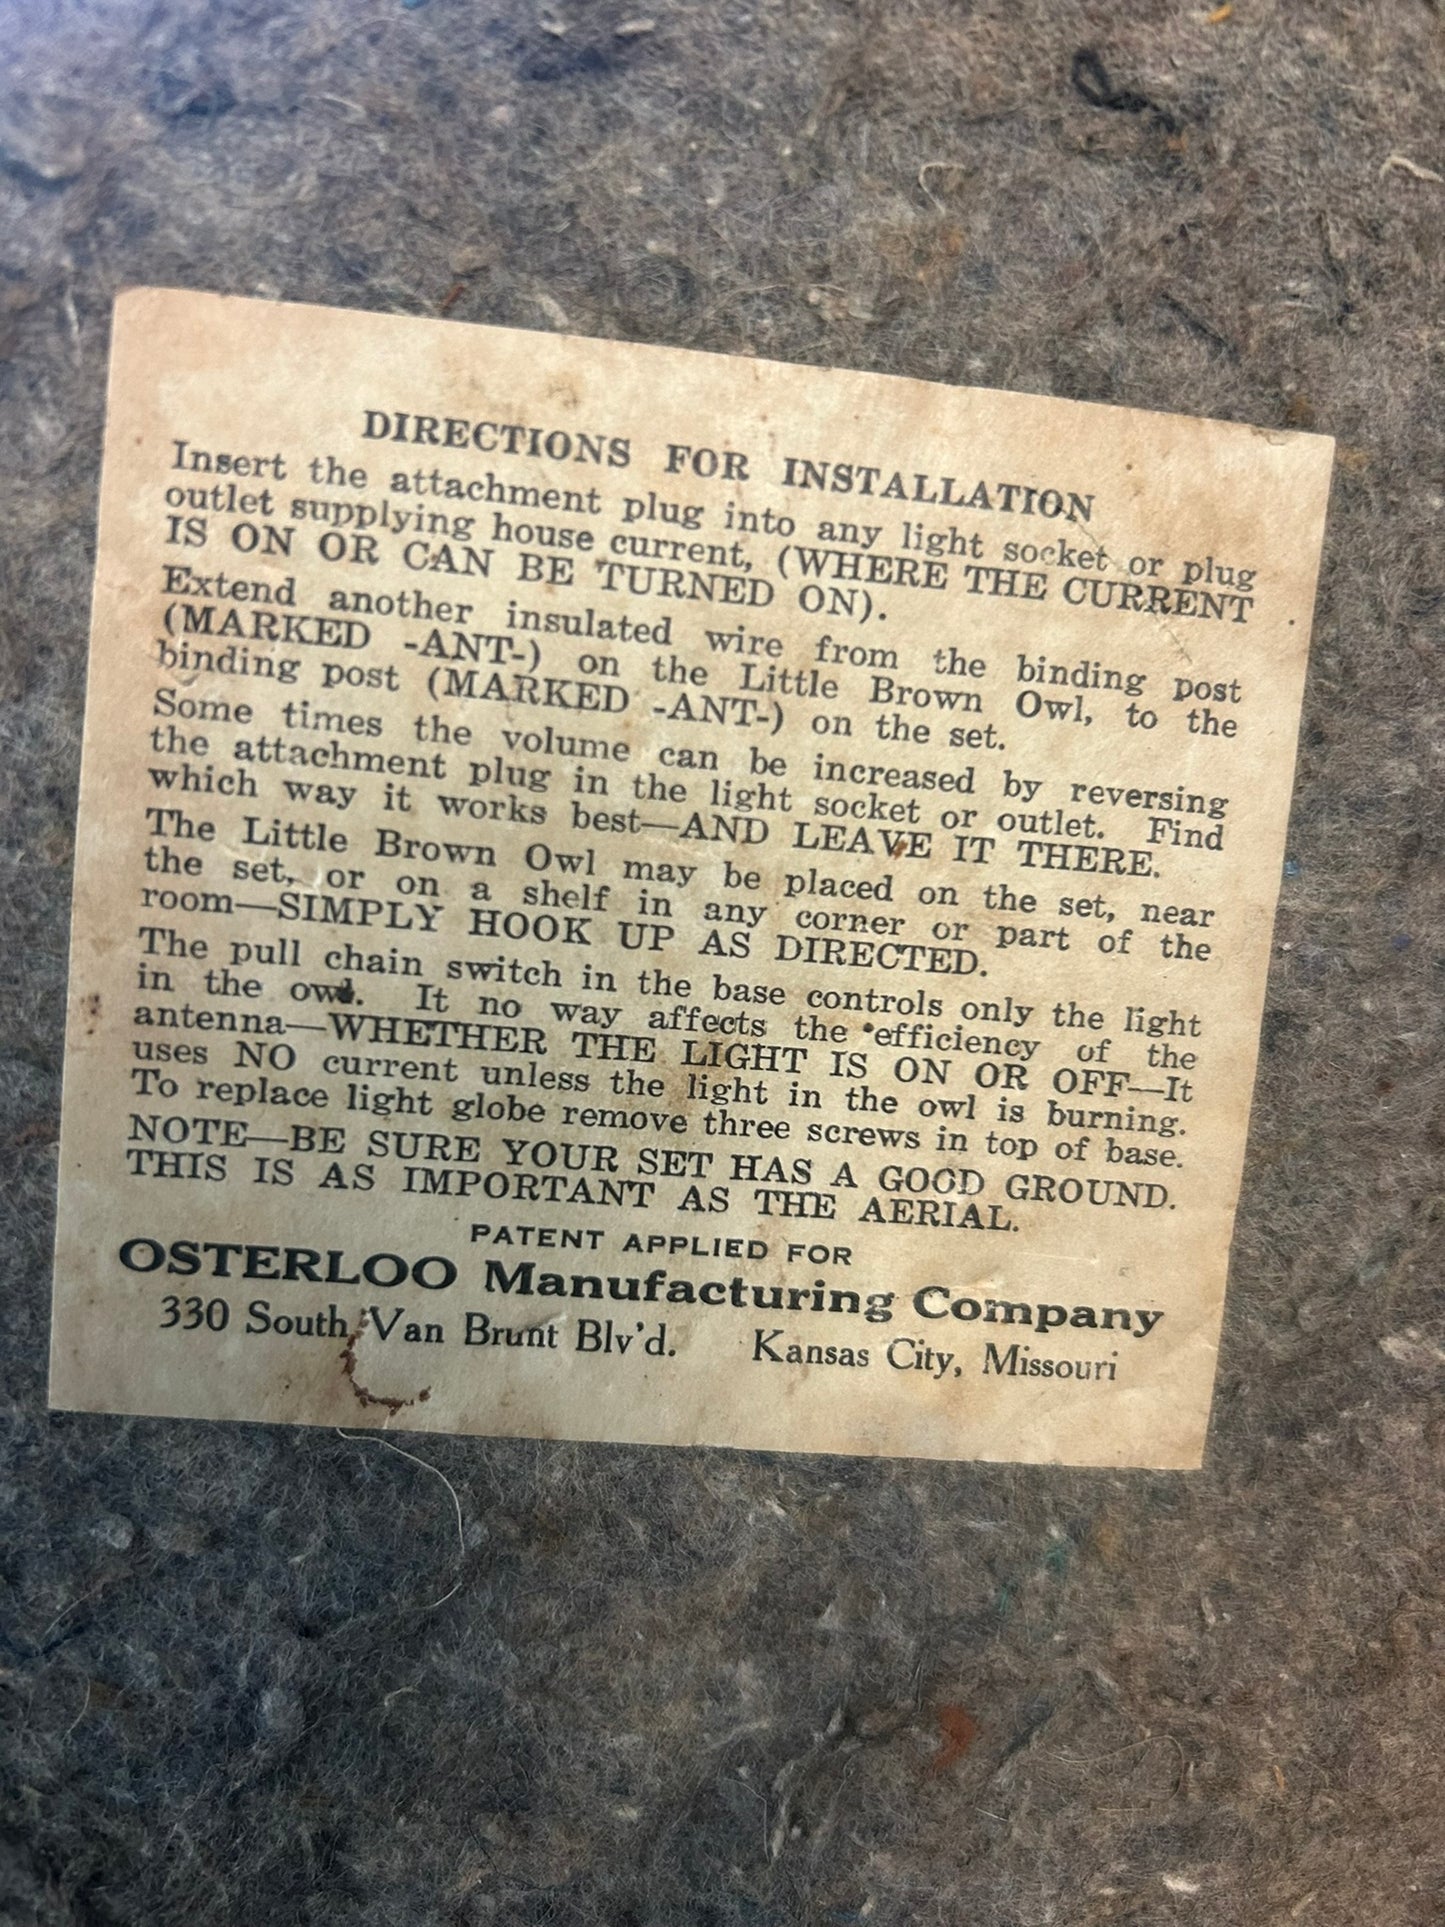 DIRECTIONS FOR INSTALLATION
Insert the attachment plug into any light socket or plug
outlet supplying house current, (WHERE THE CURRENT
IS ON OR CAN BE TURNED ON).
Extend another insulated wire from the binding post
(MARKED -ANT-) on the Little Brown Owl, to the
binding post (MARKED -ANT-) on the set.
Some times the volume can be increased by reversing
the attachment plug in the light socket or outlet. Find
which way it works best—AND LEAVE IT THERE.
The Little Brown Owl may be placed on the set, near
the set, or on a shelf in any corner or part of the
room—SIMPLY HOOK UP AS DIRECTED.
The pull chain switch in the base controls only the light
in the owl. It no way affects the efficiency of the
antenna—WHETHER THE LIGHT IS ON OR OFF—It
uses NO current unless the light in the owl is burning.
To replace light globe remove three screws in top of base.
NOTE—BE SURE YOUR SET HAS A GOOD GROUND.
THIS IS AS IMPORTANT AS THE AERIAL.
PATENT APPLIED FOR
OSTERLOO Manufacturing Company
330 South Van Brunt Blv'd. Kansas City, Missouri